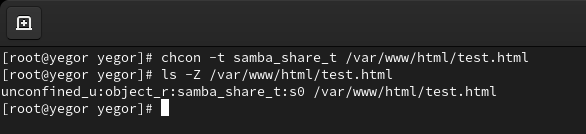 [root@yegor yegor]# chcon -t samba_share_t /var/www/html/test.html
[root@yegor yegor]# ls -Z /var/www/html/test.html
unconfined_u:object_r:samba_share_t:s0 /var/www/html/test.html
[root@yegor yegor]#